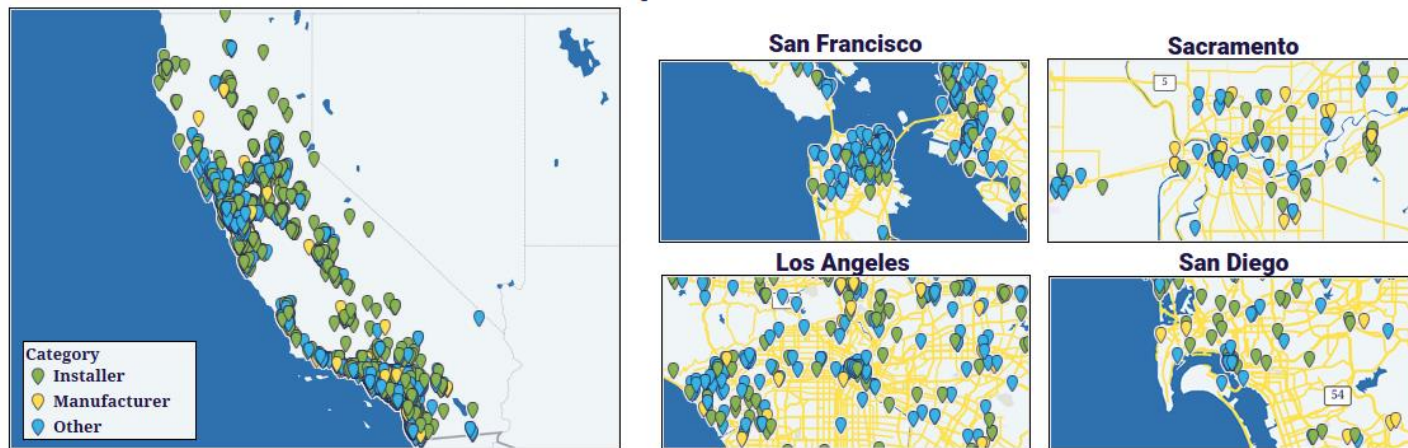 Category
Installer
Manufacturer
Other
San Francisco
Sacramento
5
Los Angeles
San Diego
54